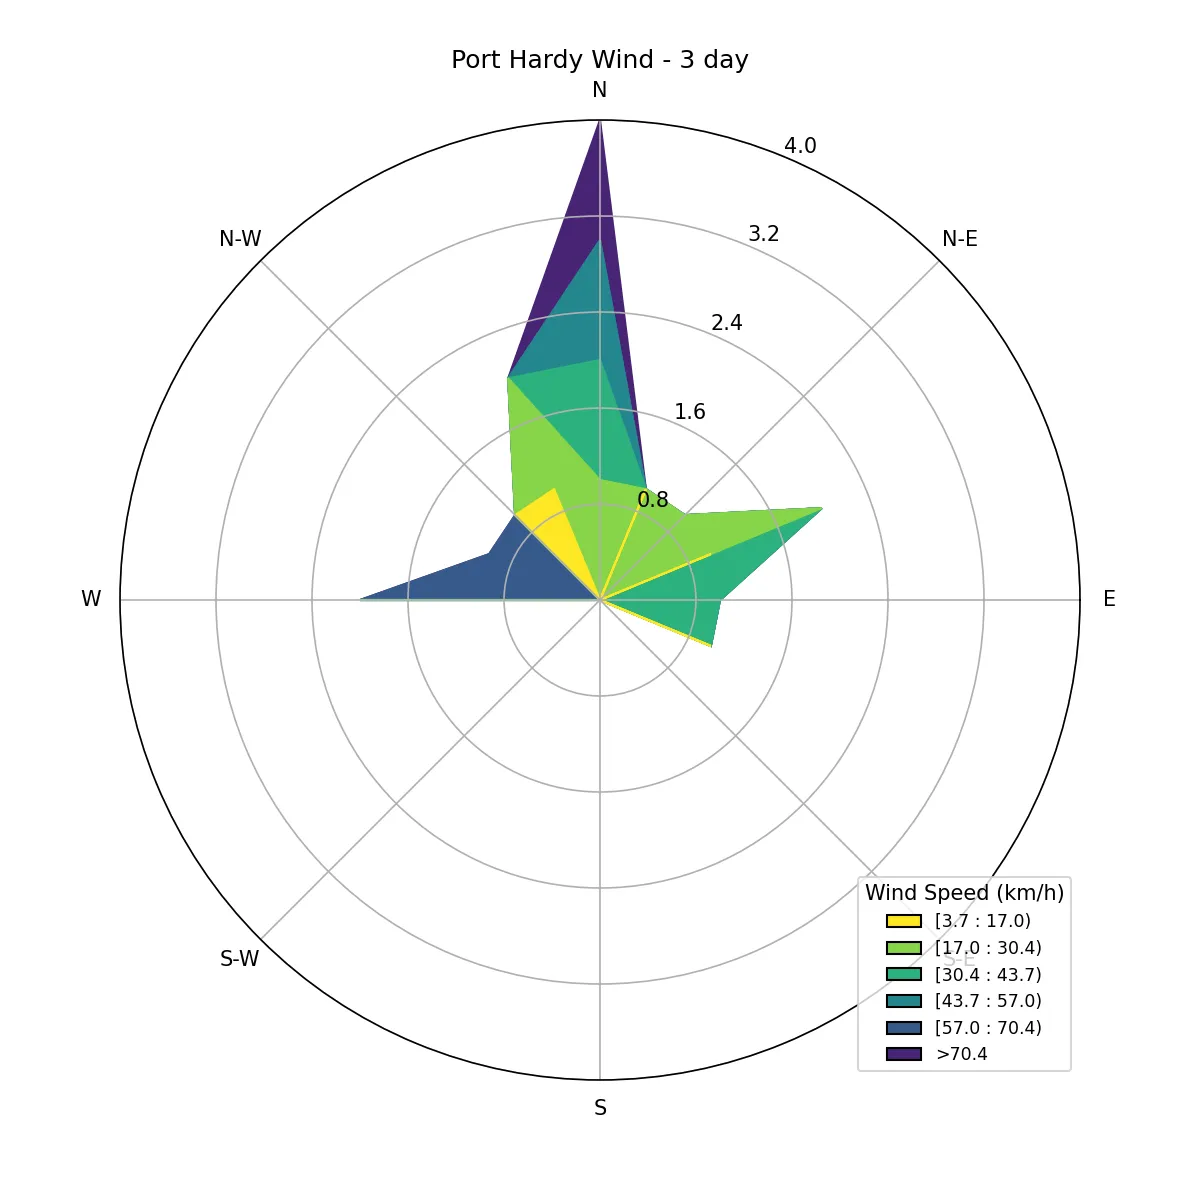 Port Hardy Wind - 3 day
N
4.0
N-W
N-E
3.2
2.4
1.6
0.8
W
E
S-W
S-E
S
Wind Speed (km/h)
[3.7 : 17.0)
[17.0 : 30.4)
[30.4 : 43.7)
[43.7 : 57.0)
[57.0 : 70.4)
>70.4